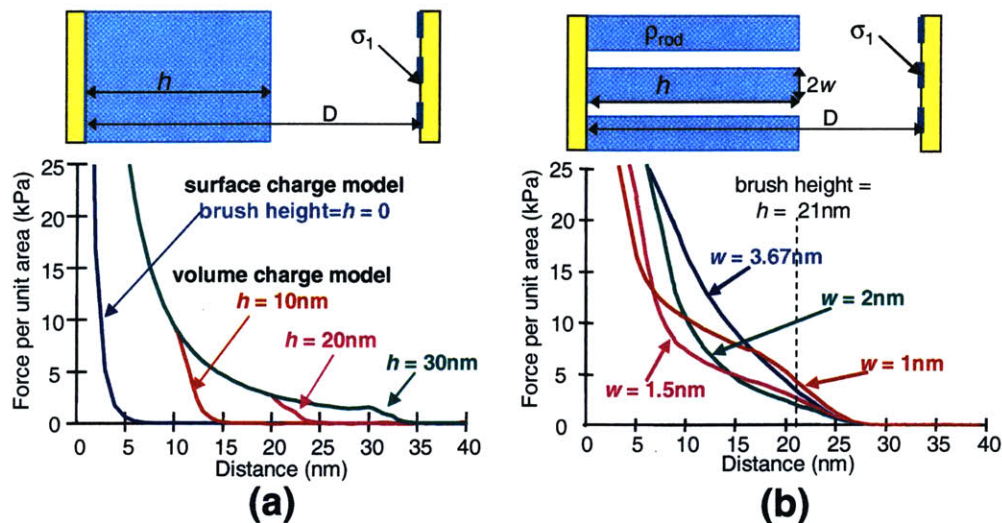 σ1
h
D
25
20
15
10
5
0
Force per unit area (kPa)
surface charge model
brush height=h = 0
volume charge model
h = 10nm
h = 20nm
h = 30nm
0 5 10 15 20 25 30 35 40
Distance (nm)
(a)
ρrod
σ1
h
2w
D
25
20
15
10
5
0
Force per unit area (kPa)
brush height =
h = 21nm
w = 3.67nm
w = 2nm
w = 1nm
w = 1.5nm
0 5 10 15 20 25 30 35 40
Distance (nm)
(b)